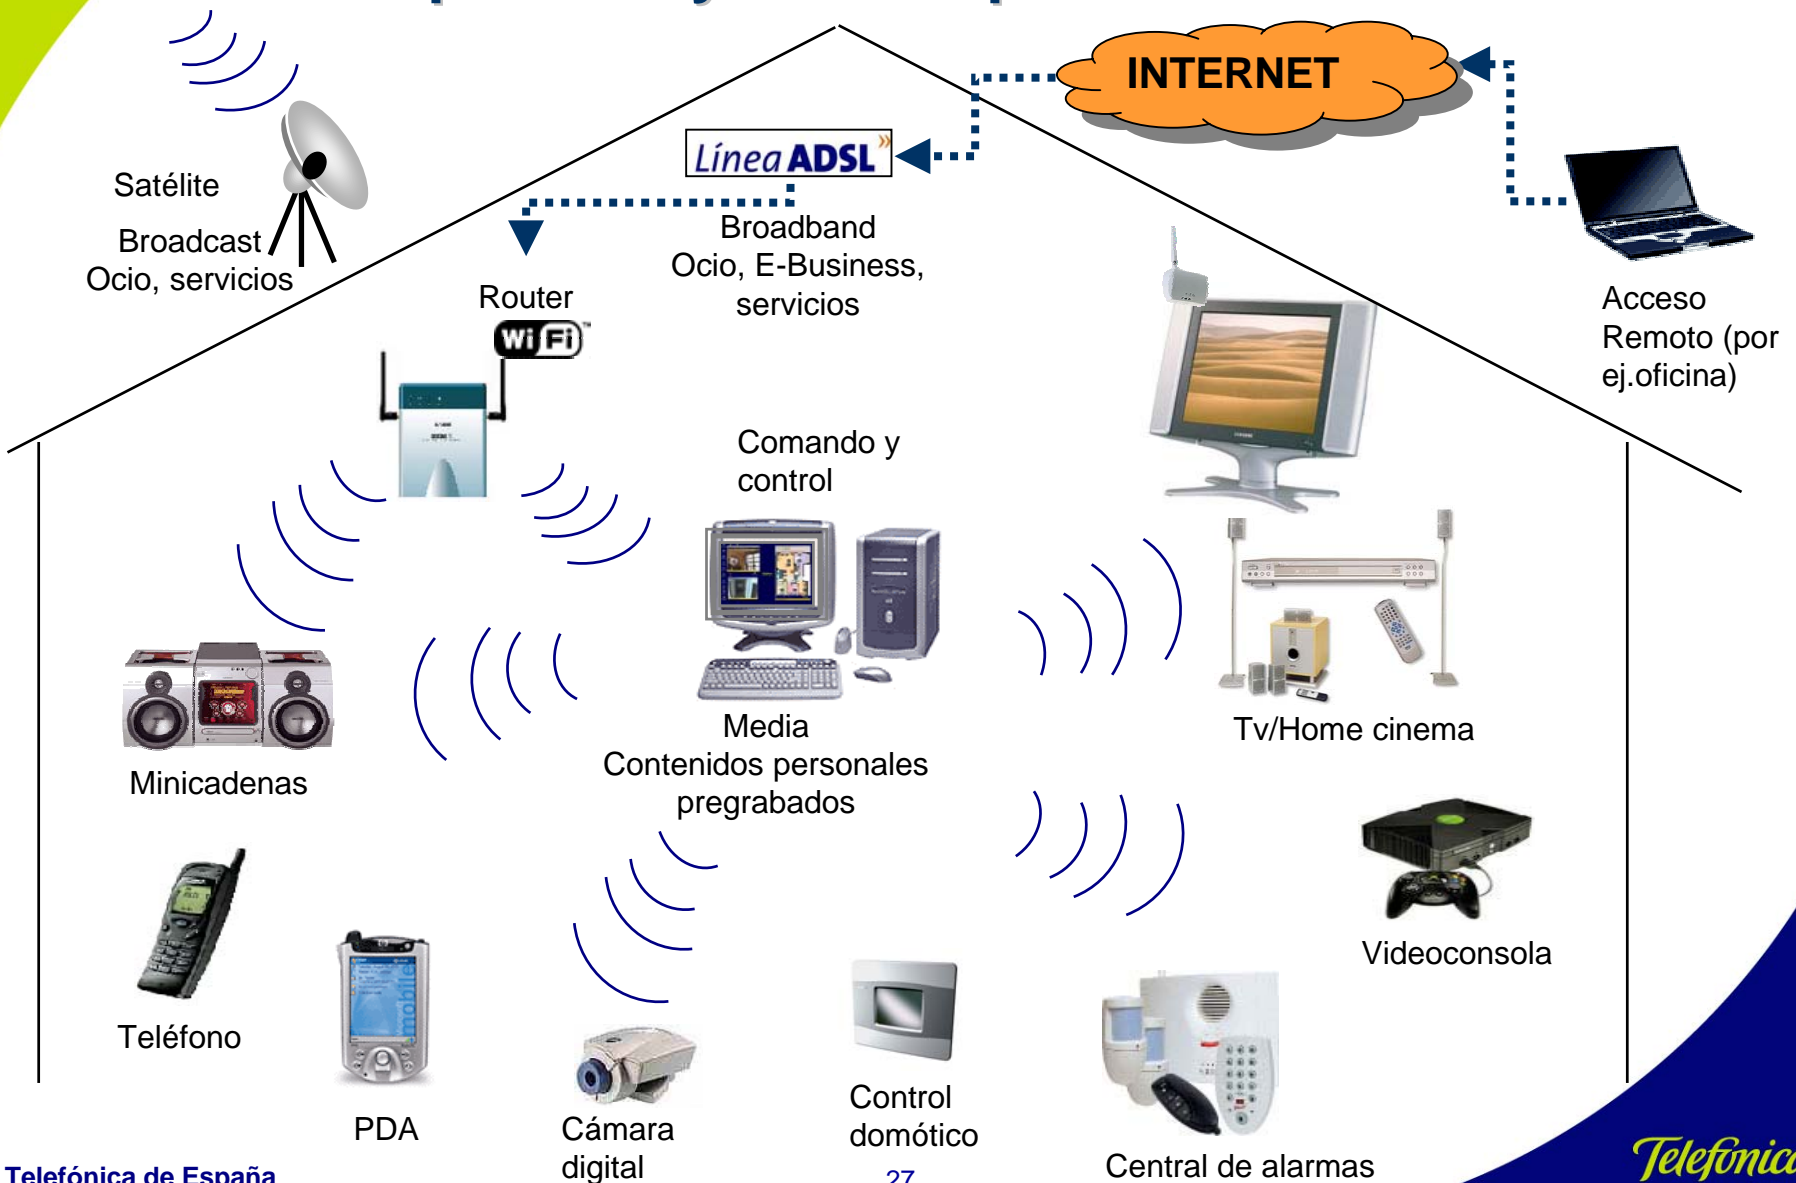 INTERNET
Línea ADSL»
Satélite
Broadcast
Ocio, servicios
Broadband
Ocio, E-Business,
servicios
Router
Wi Fi
Acceso
Remoto (por
ej.oficina)
Comando y
control
Media
Contenidos personales
pregrabados
Tv/Home cinema
Minicadenas
Videoconsola
Teléfono
PDA
Cámara
digital
Control
domótico
Central de alarmas
Telefónica de España
27
Telefónica